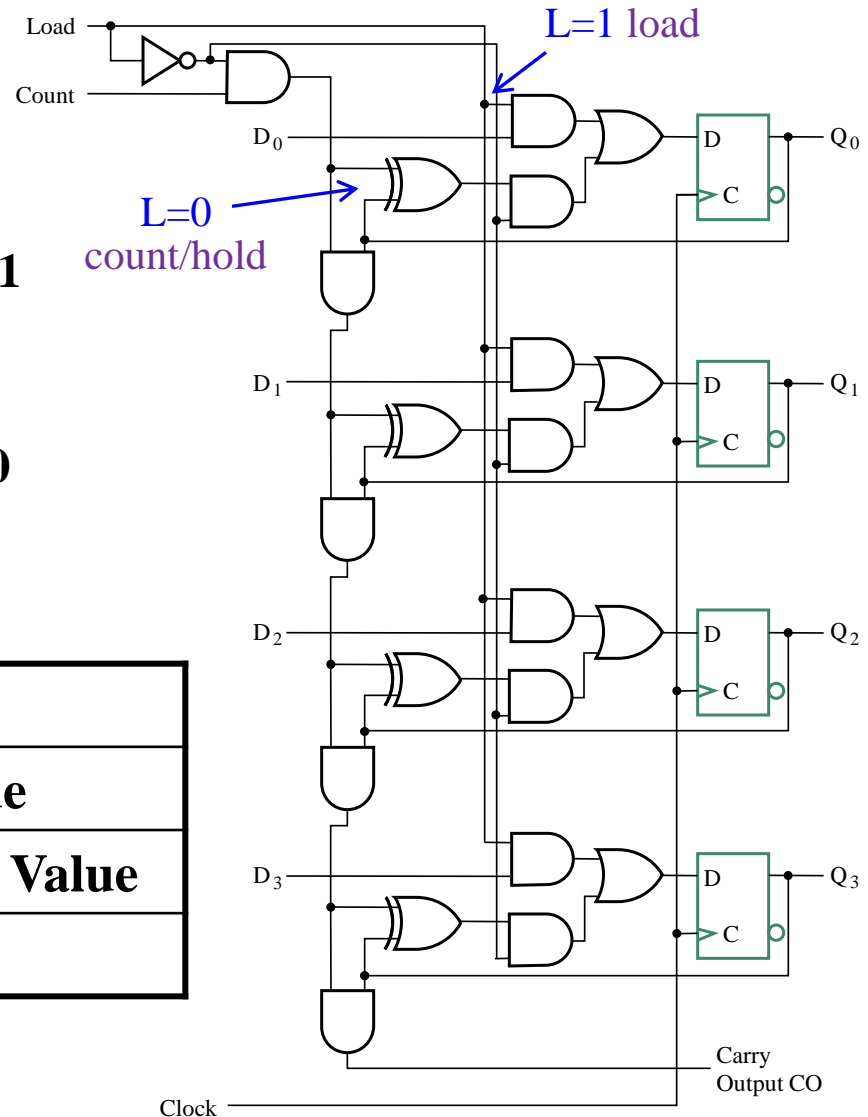 Load
L=1 load
Count
D0
D
Q0
C
L=0
count/hold
1
D1
D
Q1
C
0
D2
D
Q2
C
Value
D3
D
Q3
C
Carry
Output CO
Clock